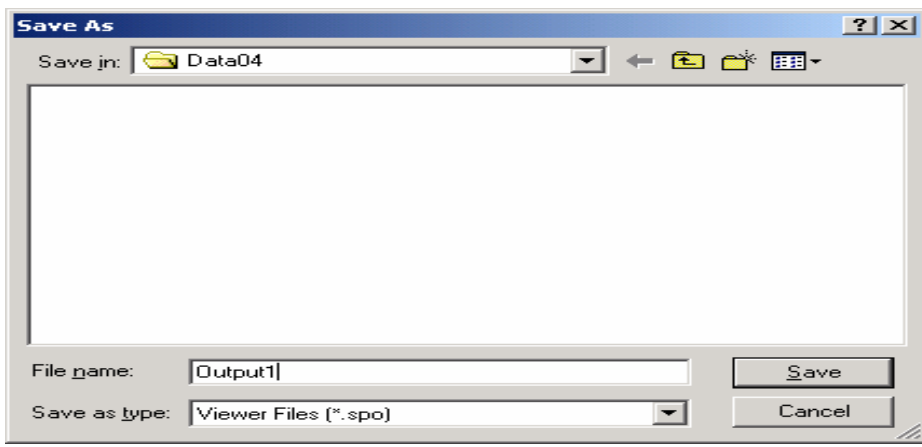 Save As
Save in: Data04
File name: Output1
Save
Save as type: Viewer Files (*.spo)
Cancel